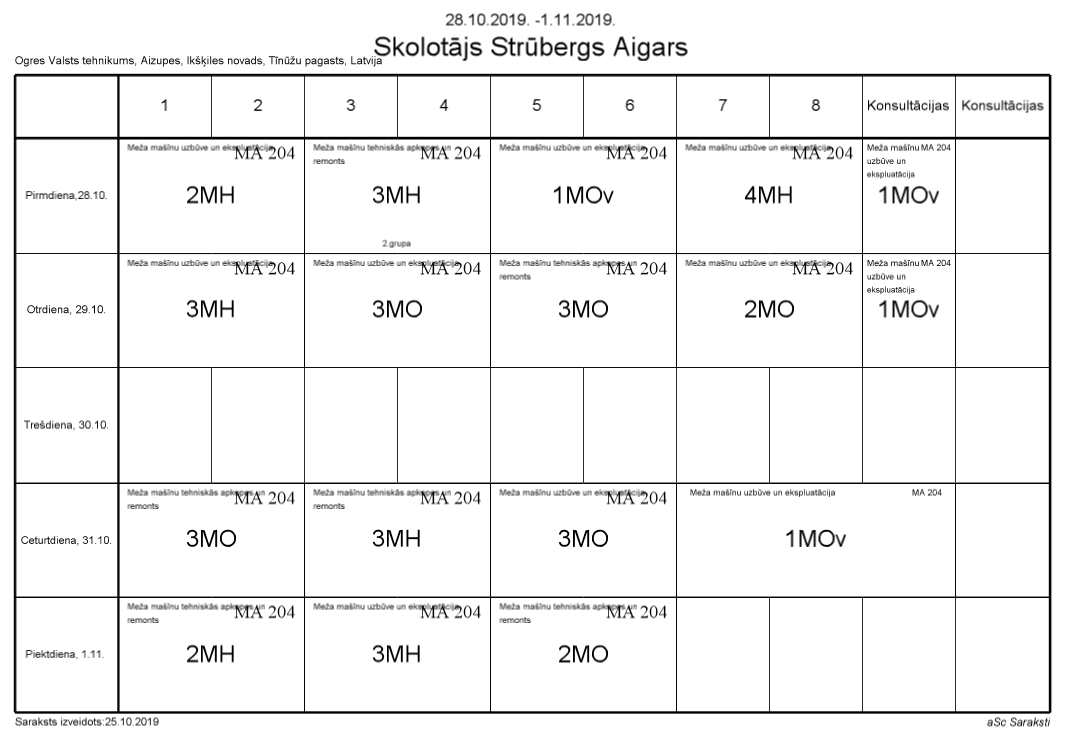 28.10.2019. -1.11.2019.
Skolotājs Strūbergs Aigars
Ogres Valsts tehnikums, Aizupes, Ikšķiles novads, Tīnūžu pagasts, Latvija
1 2 3 4 5 6 7 8 Konsultācijas Konsultācijas
Pirmdiena,28.10.
Meža mašīnu uzbūve un ekspluatācija MA 204
2MH
Meža mašīnu tehniskās apkopes un MA 204
remonts
3MH
2.grupa
Meža mašīnu uzbūve un ekspluatācija MA 204
1MOv
Meža mašīnu uzbūve un ekspluatācija MA 204
4MH
Meža mašīnu MA 204
uzbūve un
ekspluatācija
1MOv
Otrdiena, 29.10.
Meža mašīnu uzbūve un ekspluatācija MA 204
3MH
Meža mašīnu uzbūve un ekspluatācija MA 204
3MO
Meža mašīnu tehniskās apkopes un MA 204
remonts
3MO
Meža mašīnu uzbūve un ekspluatācija MA 204
2MO
Meža mašīnu MA 204
uzbūve un
ekspluatācija
1MOv
Trešdiena, 30.10.
Ceturtdiena, 31.10.
Meža mašīnu tehniskās apkopes un MA 204
remonts
3MO
Meža mašīnu tehniskās apkopes un MA 204
remonts
3MH
Meža mašīnu uzbūve un ekspluatācija MA 204
3MO
Meža mašīnu uzbūve un ekspluatācija MA 204
1MOv
Piektdiena, 1.11.
Meža mašīnu tehniskās apkopes un MA 204
remonts
2MH
Meža mašīnu uzbūve un ekspluatācija MA 204
3MH
Meža mašīnu tehniskās apkopes un MA 204
remonts
2MO
Saraksts izveidots:25.10.2019
aSc Saraksti